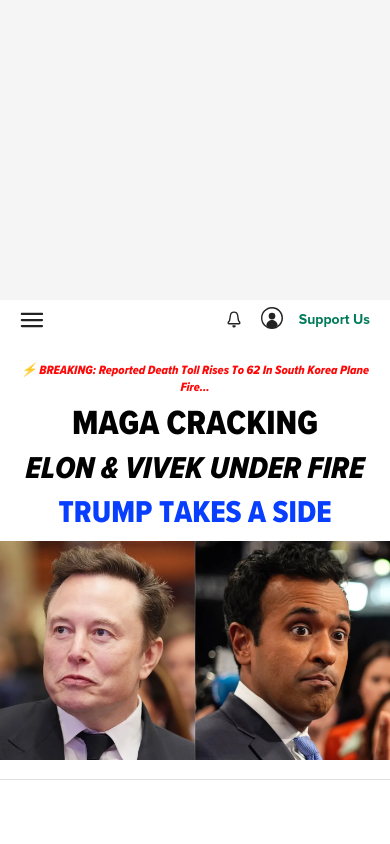 Support Us
⚡ BREAKING: Reported Death Toll Rises To 62 In South Korea Plane
Fire...
MAGA CRACKING
ELON & VIVEK UNDER FIRE
TRUMP TAKES A SIDE